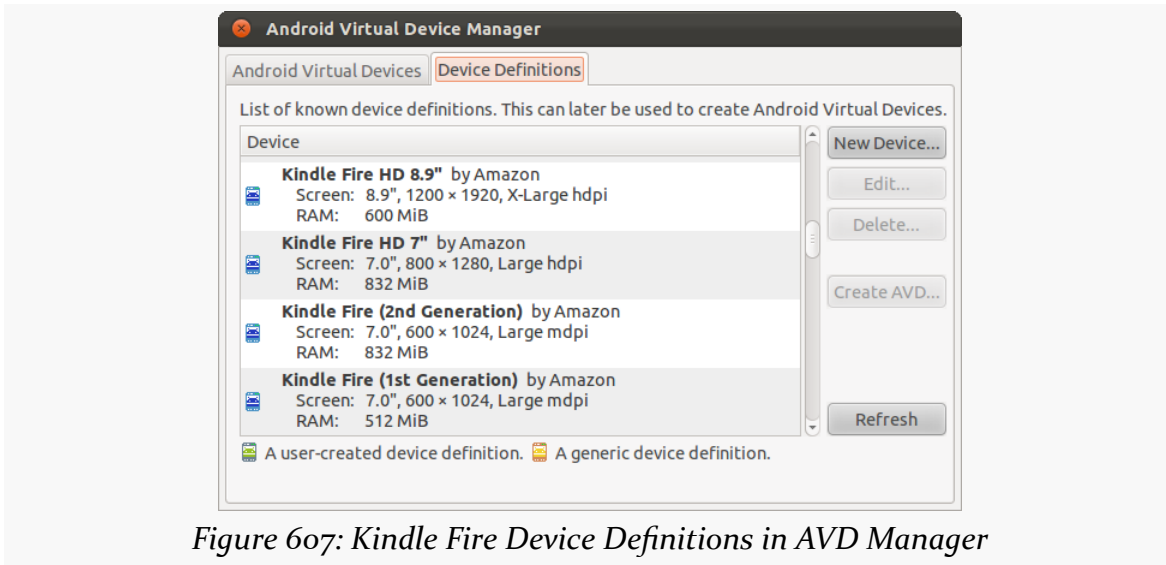 Android Virtual Device Manager
Android Virtual Devices
Device Definitions
List of known device definitions. This can later be used to create Android Virtual Devices.
Device
Kindle Fire HD 8.9" by Amazon
Screen: 8.9", 1200 × 1920, X-Large hdpi
RAM: 600 MiB
Kindle Fire HD 7" by Amazon
Screen: 7.0", 800 × 1280, Large hdpi
RAM: 832 MiB
Kindle Fire (2nd Generation) by Amazon
Screen: 7.0", 600 × 1024, Large mdpi
RAM: 832 MiB
Kindle Fire (1st Generation) by Amazon
Screen: 7.0", 600 × 1024, Large mdpi
RAM: 512 MiB
New Device...
Edit...
Delete...
Create AVD...
Refresh
A user-created device definition. A generic device definition.
Figure 607: Kindle Fire Device Definitions in AVD Manager